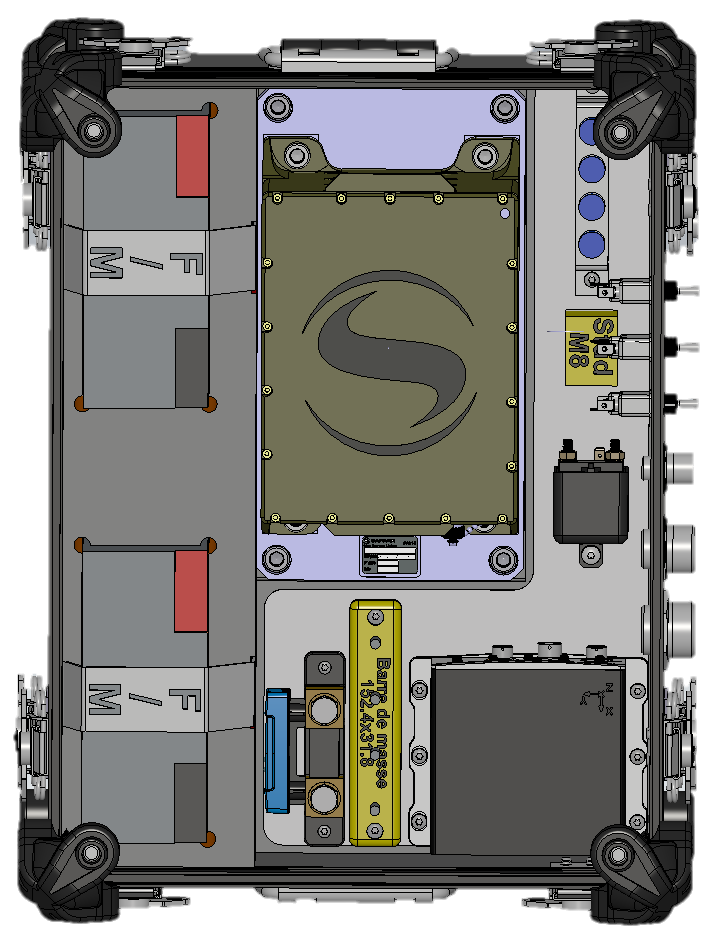 F/M
Stud
M8
Barre de masse
152.4x31.8
F/M
Z
X
Y